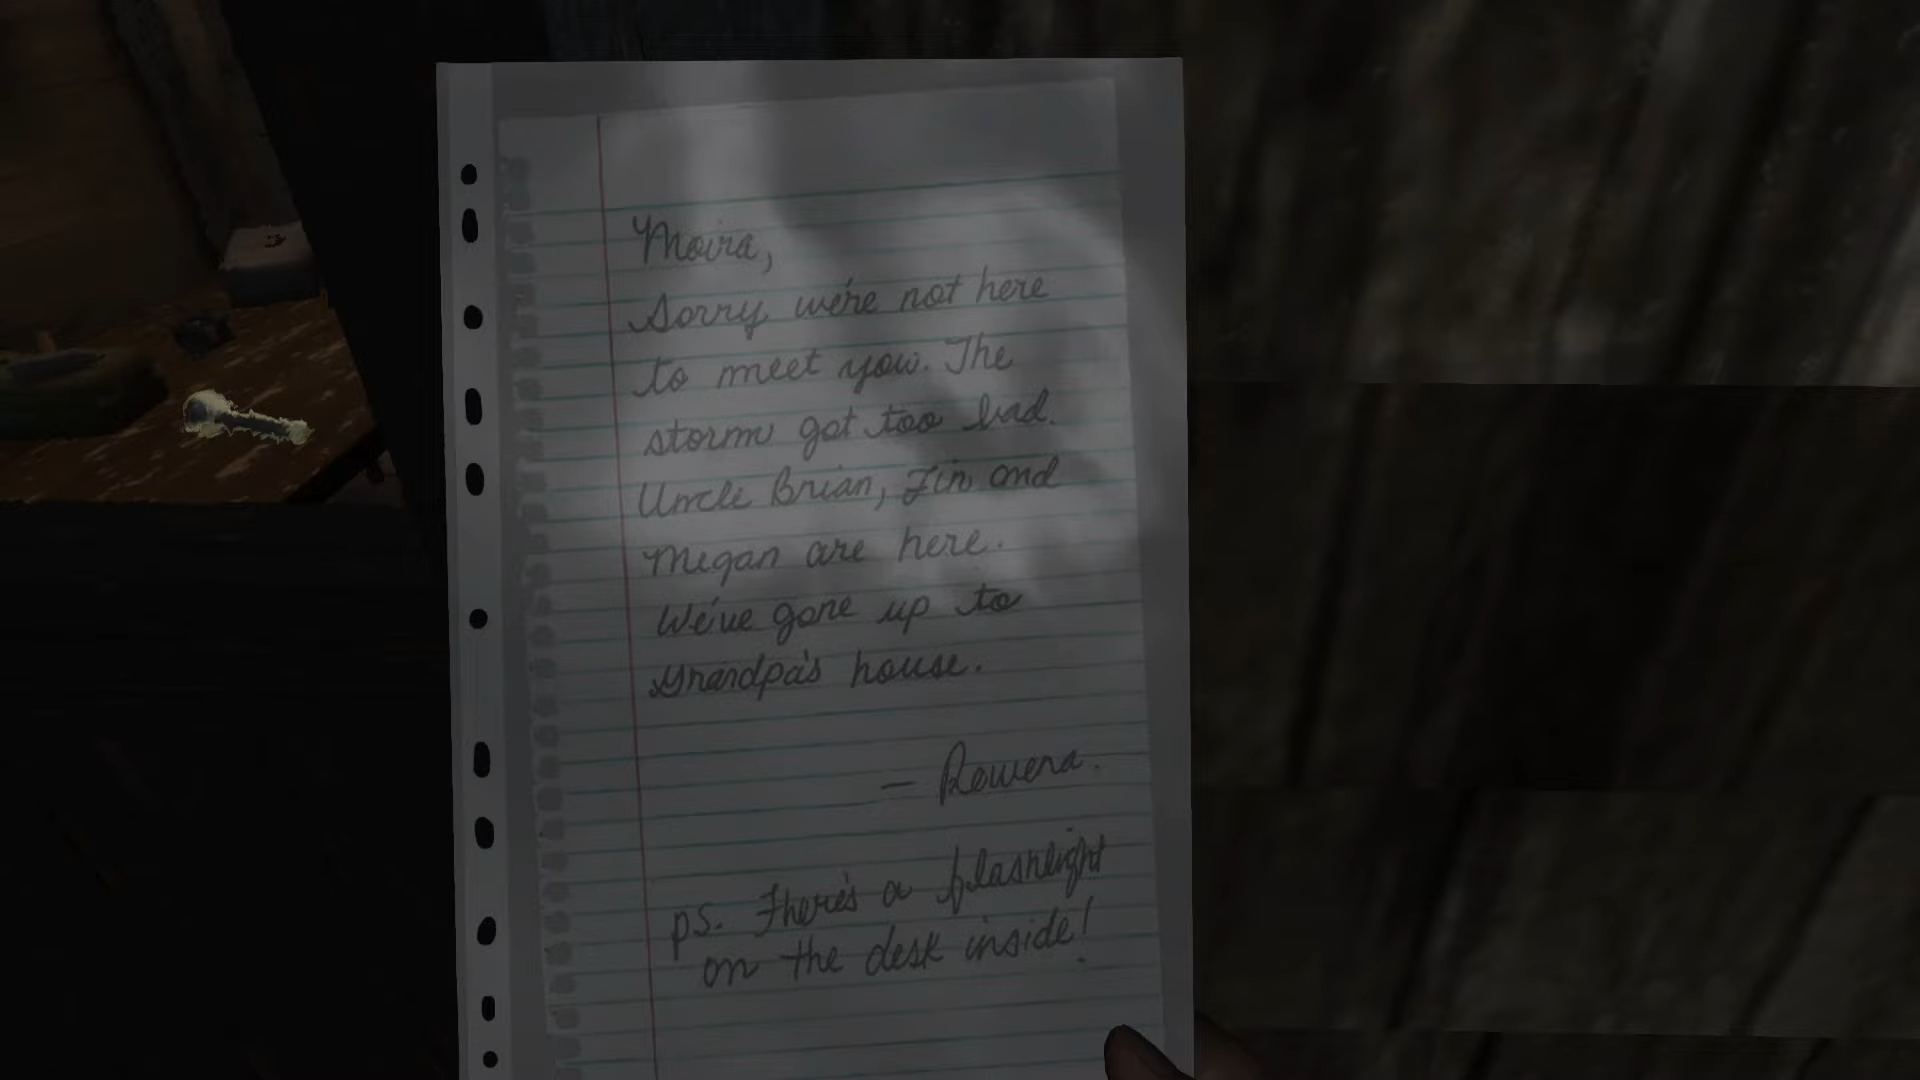 Moira,
Sorry we're not here
to meet you. The
storm got too bad.
Uncle Brian, Fin and
Megan are here.
We've gone up to
Grandpa's house.
— Rowena.
ps. There's a flashlight
on the desk inside!